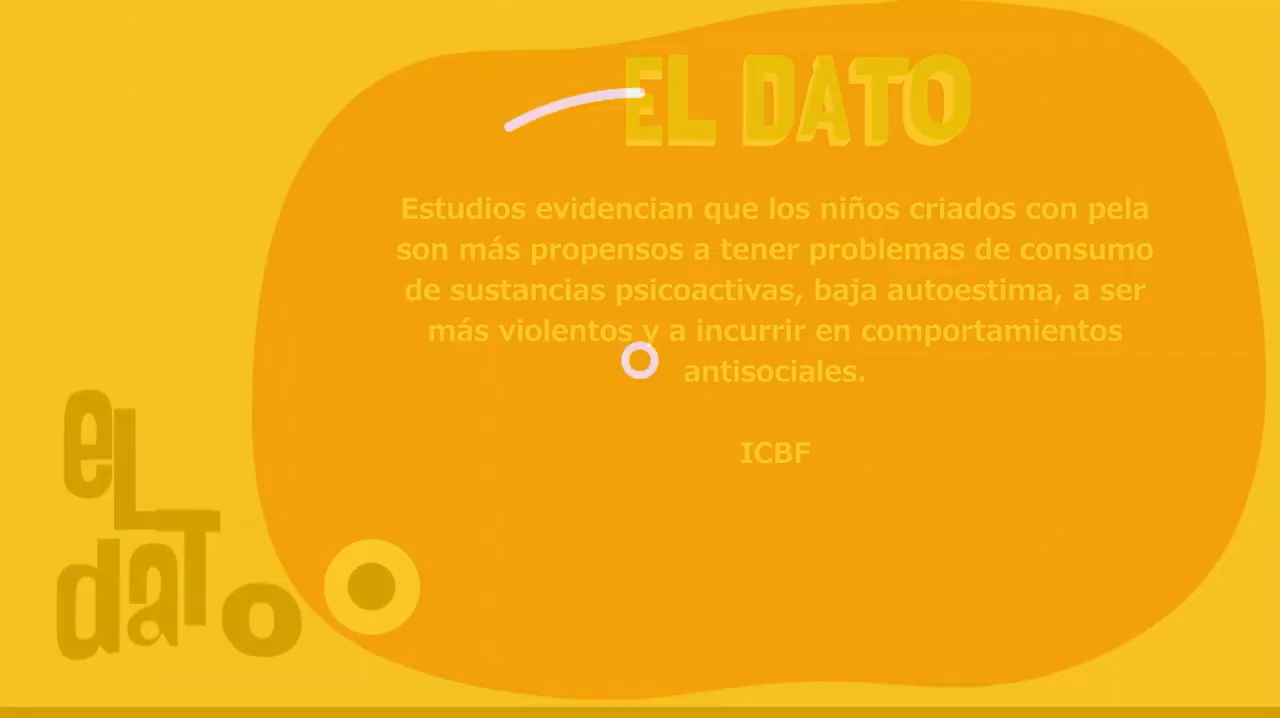 EL DATO
Estudios evidencian que los niños criados con pela
son más propensos a tener problemas de consumo
de sustancias psicoactivas, baja autoestima, a ser
más violentos y a incurrir en comportamientos
antisociales.
ICBF
eL
daTo